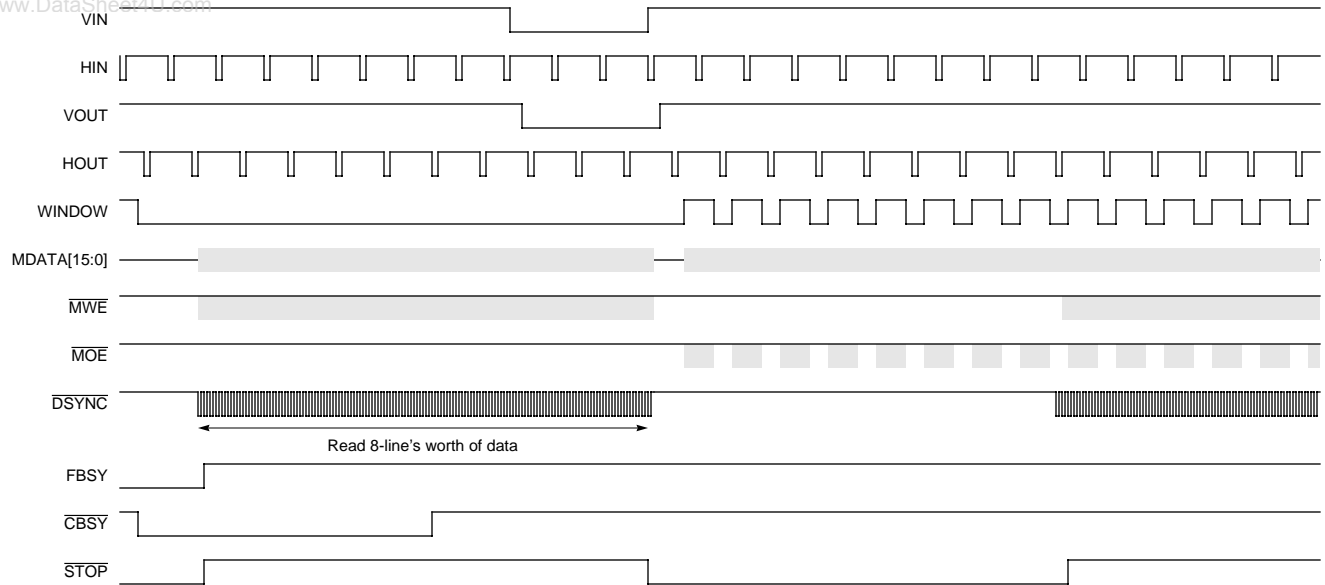 www.DataSheet4U.com
VIN
HIN
VOUT
HOUT
WINDOW
MDATA[15:0]
MWE
MOE
DSYNC
Read 8-line's worth of data
FBSY
CBSY
STOP